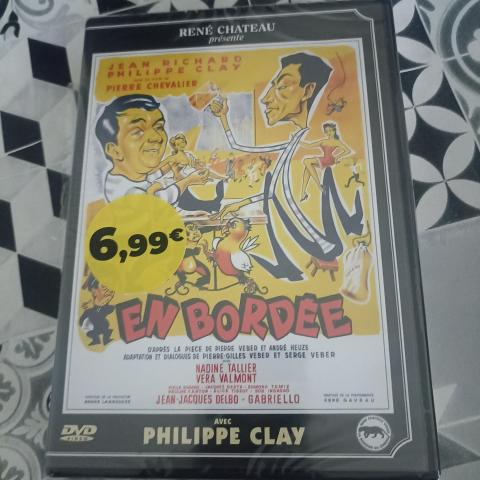 RENÉ CHATEAU
présente
JEAN RICHARD
PHILIPPE CLAY
PIERRE CHEVALIER
6,99€
EN BORDÉE
D'APRÈS LA PIÈCE DE PIERRE VEBER ET ANDRÉ HEUZE
ADAPTATION ET DIALOGUES DE PIERRE-GILLES VEBER ET SERGE VEBER
NADINE TALLIER
VERA VALMONT
JEAN-JACQUES DELBO - GABRIELLO
AVEC
DVD
VIDEO
PHILIPPE CLAY